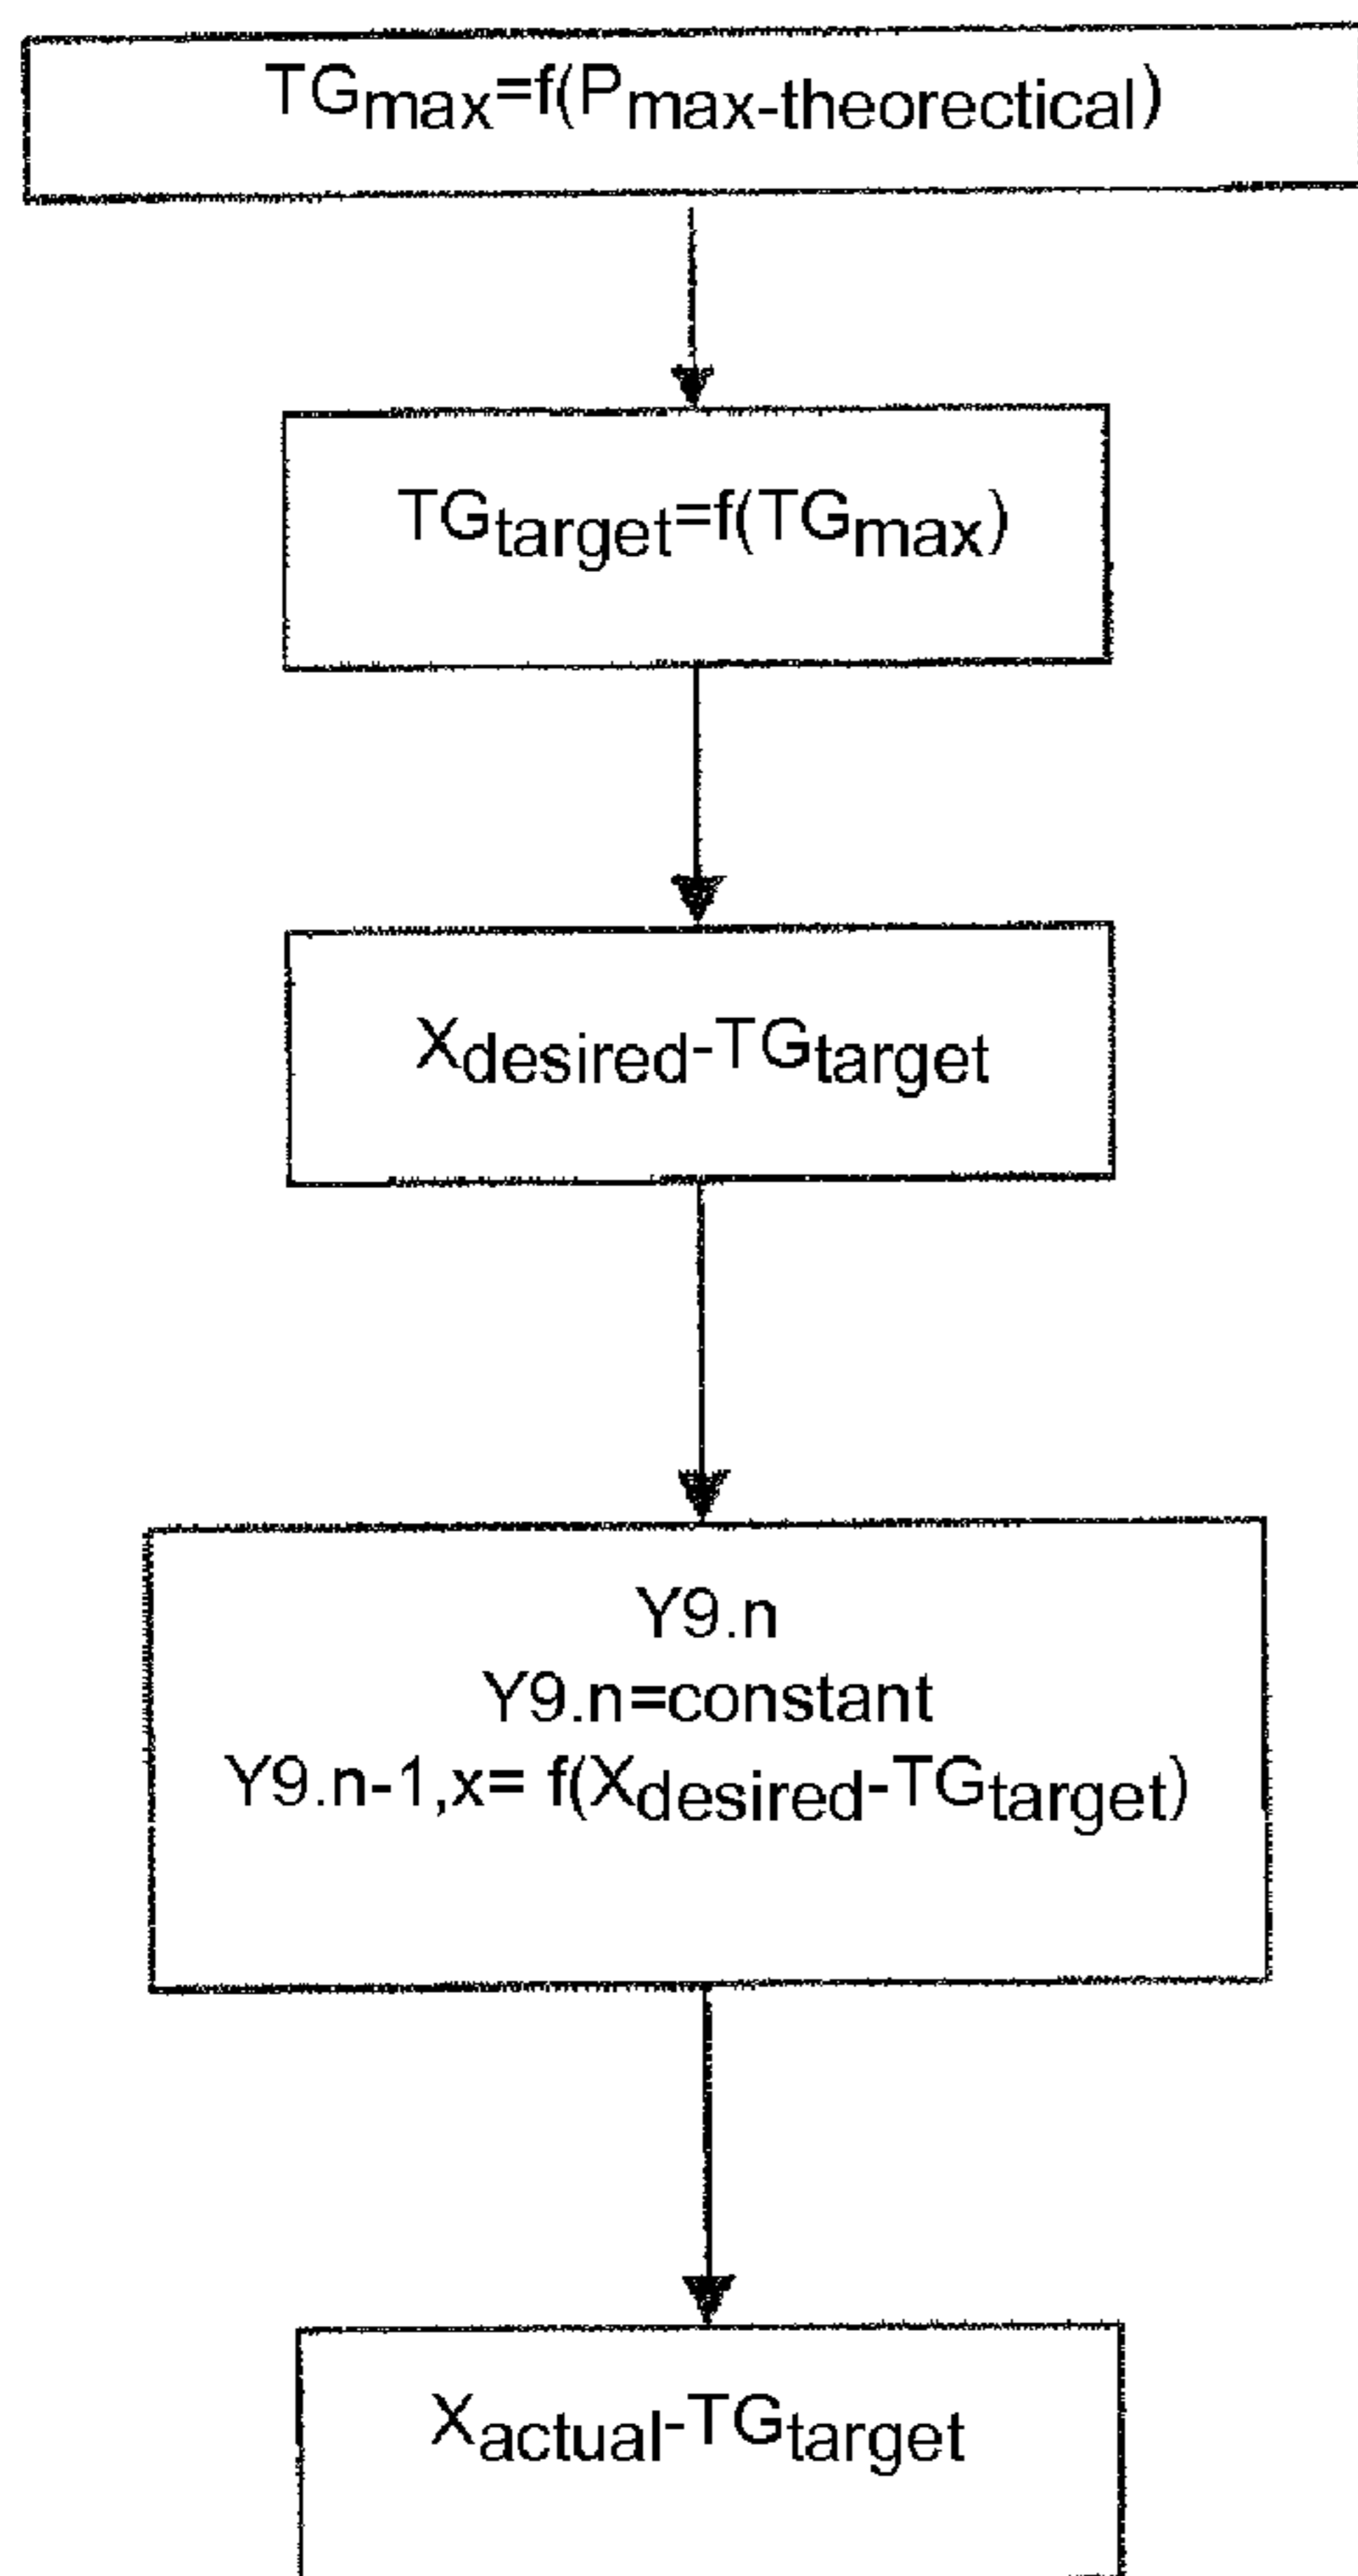 TGmax=f(Pmax-theorectical)
TGtarget=f(TGmax)
Xdesired-TGtarget
Y9.n
Y9.n=constant
Y9.n-1,x= f(Xdesired-TGtarget)
Xactual-TGtarget